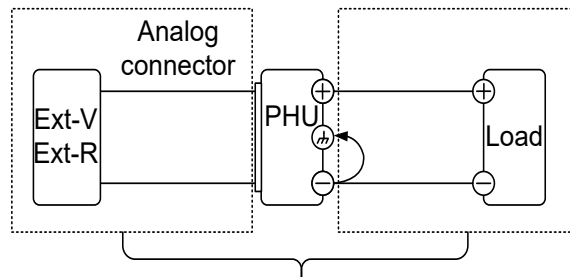 Analog
connector
Ext-V
Ext-R
PHU
+
+
Load
−
−